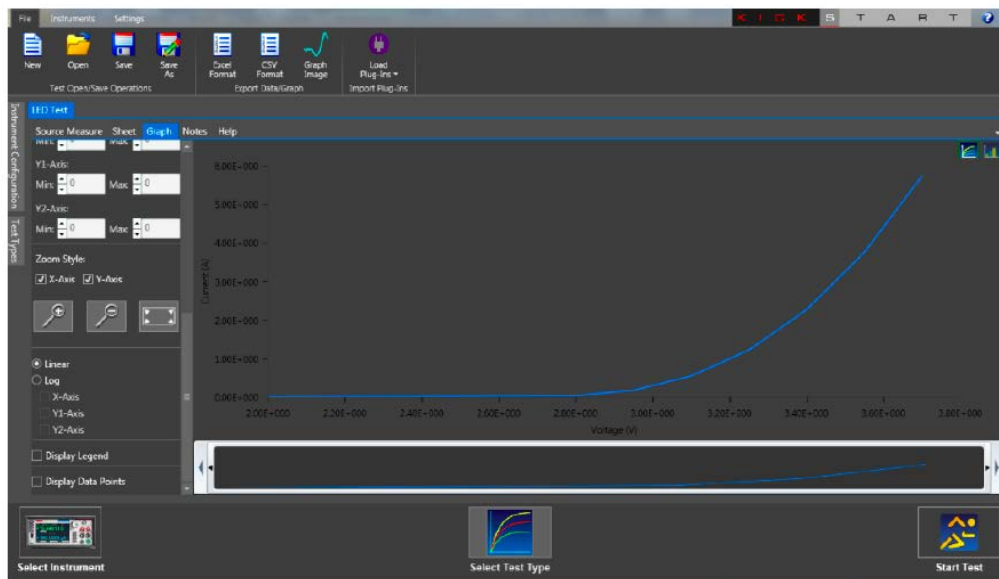 File Instruments Settings KICKSTART
New Open Save Save As Excel Format CSV Format Graph Image Load Plug-Ins
Test Open/Save Operations Export Data/Graph Import Plug-Ins
Instrument Configuration
Test Types
LED Test
Source Measure Sheet Graph Notes Help
Min: 0 Max: 0
Y1-Axis:
Min: 0 Max: 0
Y2-Axis:
Min: 0 Max: 0
Zoom Style:
X-Axis Y-Axis
Linear
Log
X-Axis
Y1-Axis
Y2-Axis
Display Legend
Display Data Points
Current (A)
5.00E+000
4.00E+000
3.00E+000
2.00E+000
1.00E+000
0.00E+000
2.00E+000 2.20E+000 2.40E+000 2.60E+000 2.80E+000 3.00E+000 3.20E+000 3.40E+000 3.60E+000 3.80E+000
Voltage (V)
Select Instrument Select Test Type Start Test